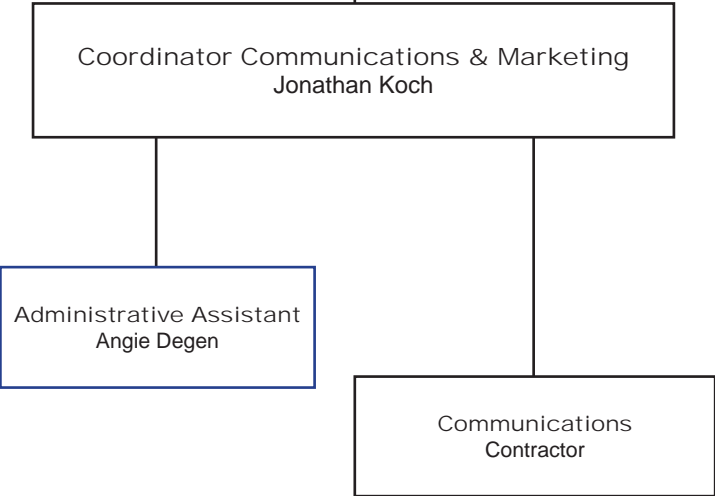 Coordinator Communications & Marketing
Jonathan Koch
Administrative Assistant
Angie Degen
Communications
Contractor